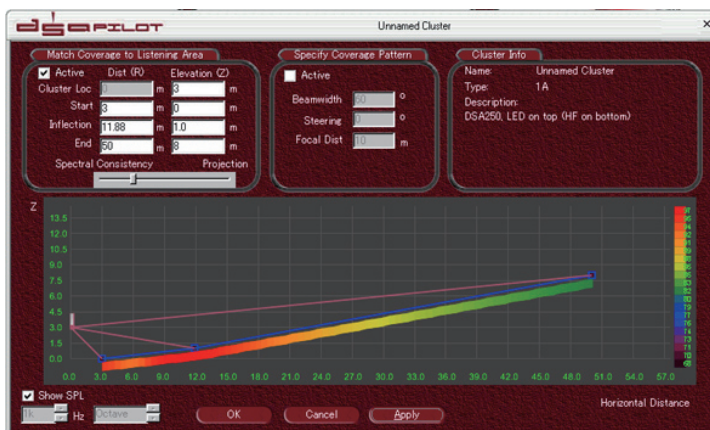 dsa PILOT
Unnamed Cluster
Match Coverage to Listening Area
Active Dist (R) Elevation (Z)
Cluster Loc 0 m 3 m
Start 3 m 0 m
Inflection 11.88 m 1.0 m
End 50 m 8 m
Spectral Consistency Projection
Specify Coverage Pattern
Active
Beamwidth 60 °
Steering 0 °
Focal Dist 10 m
Cluster Info
Name: Unnamed Cluster
Type: 1A
Description:
DSA250, LED on top (HF on bottom)
Z
13.5
12.0
10.5
9.0
7.5
6.0
4.5
3.0
1.5
0.0
0.0 3.0 6.0 9.0 12.0 15.0 18.0 21.0 24.0 27.0 30.0 33.0 36.0 39.0 42.0 45.0 48.0 51.0 54.0 57.0
Show SPL
1k Hz Octave
OK Cancel Apply
Horizontal Distance